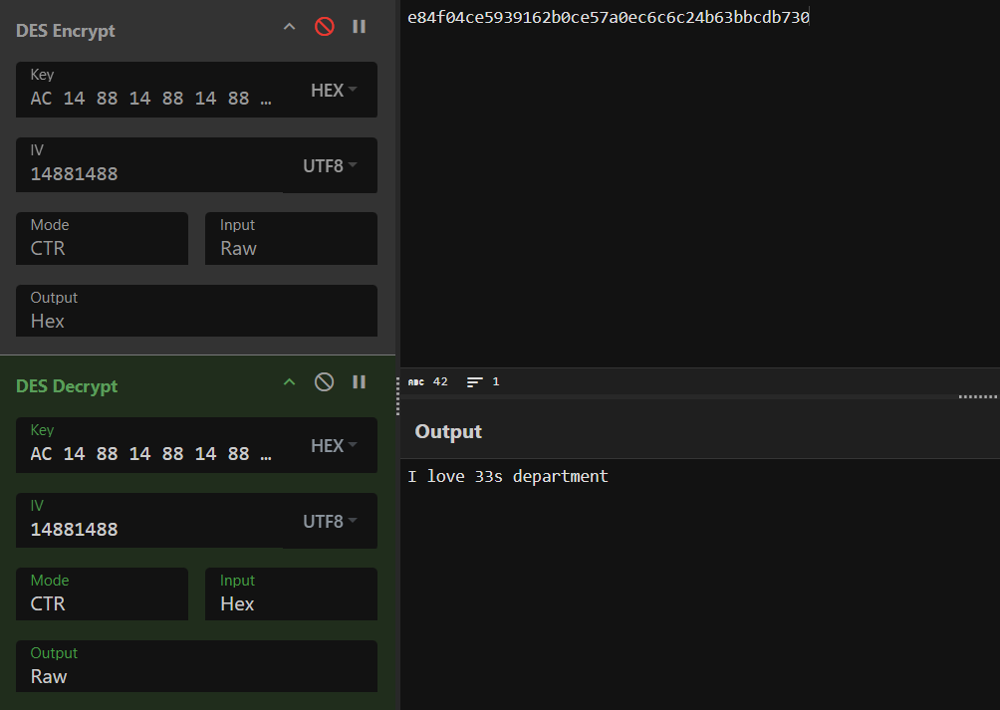 DES Encrypt
Key
AC 14 88 14 88 14 88 …
HEX
IV
14881488
UTF8
Mode
CTR
Input
Raw
Output
Hex
DES Decrypt
Key
AC 14 88 14 88 14 88 …
HEX
IV
14881488
UTF8
Mode
CTR
Input
Hex
Output
Raw
e84f04ce5939162b0ce57a0ec6c6c24b63bbcdb730
ABC 42 1
Output
I love 33s department